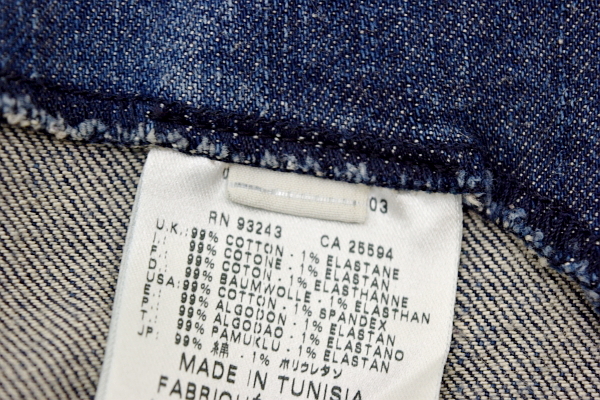 03
RN 93243 CA 25594
U.K.: 99% COTTON . 1% ELASTANE
I.: 99% COTONE . 1% ELASTAN
F.: 99% COTON . 1% ELASTHANNE
D.: 99% BAUMWOLLE . 1% ELASTHAN
USA: 99% COTTON . 1% SPANDEX
E.: 99% ALGODON . 1% ELASTAN
P.: 99% ALGODAO . 1% ELASTANO
T.: 99% PAMUKLU . 1% ELASTAN
J.P.: 99% 綿 . 1% ポリウレタン
MADE IN TUNISIA